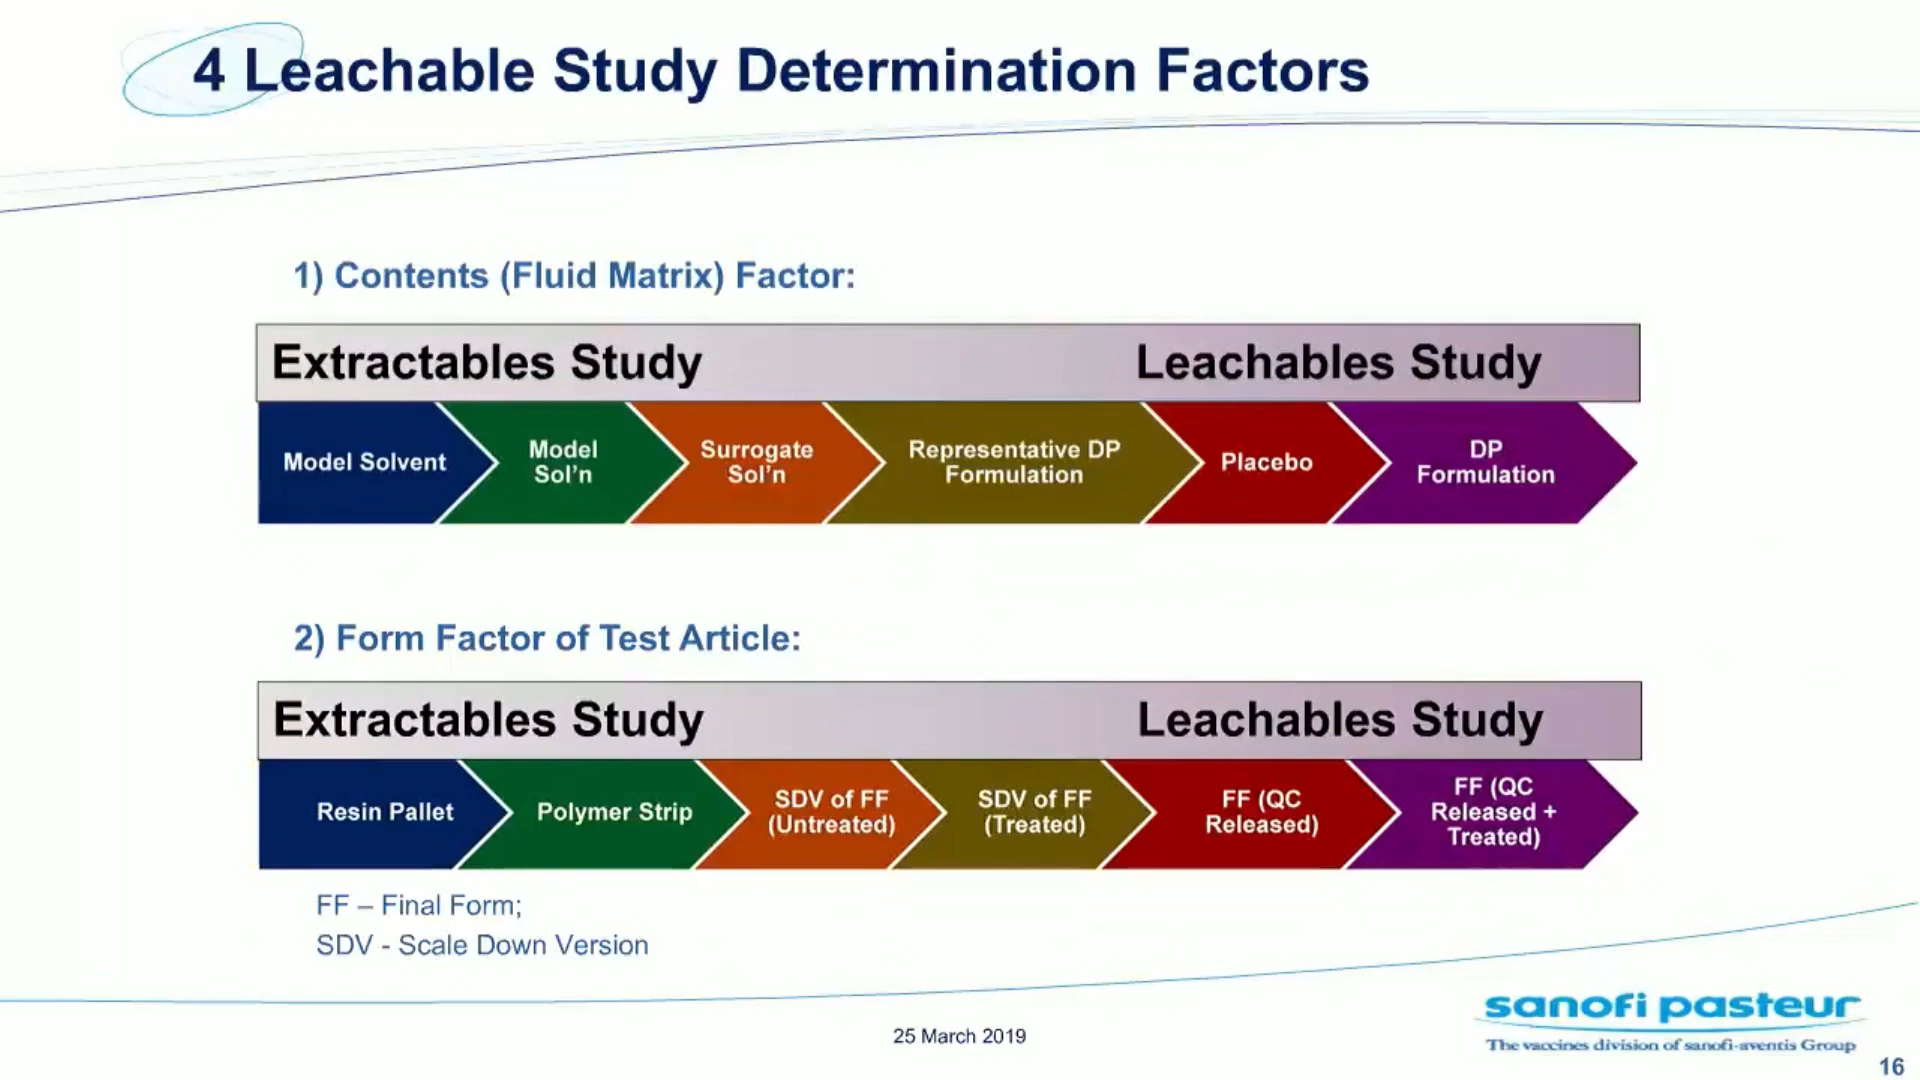 4 Leachable Study Determination Factors
1) Contents (Fluid Matrix) Factor:
Extractables Study
Leachables Study
Model Solvent
Model
Sol'n
Surrogate
Sol'n
Representative DP
Formulation
Placebo
DP
Formulation
2) Form Factor of Test Article:
Extractables Study
Leachables Study
Resin Pallet
Polymer Strip
SDV of FF
(Untreated)
SDV of FF
(Treated)
FF (QC
Released)
FF (QC
Released +
Treated)
FF – Final Form;
SDV - Scale Down Version
25 March 2019
sanofi pasteur
The vaccines division of sanofi-aventis Group
16